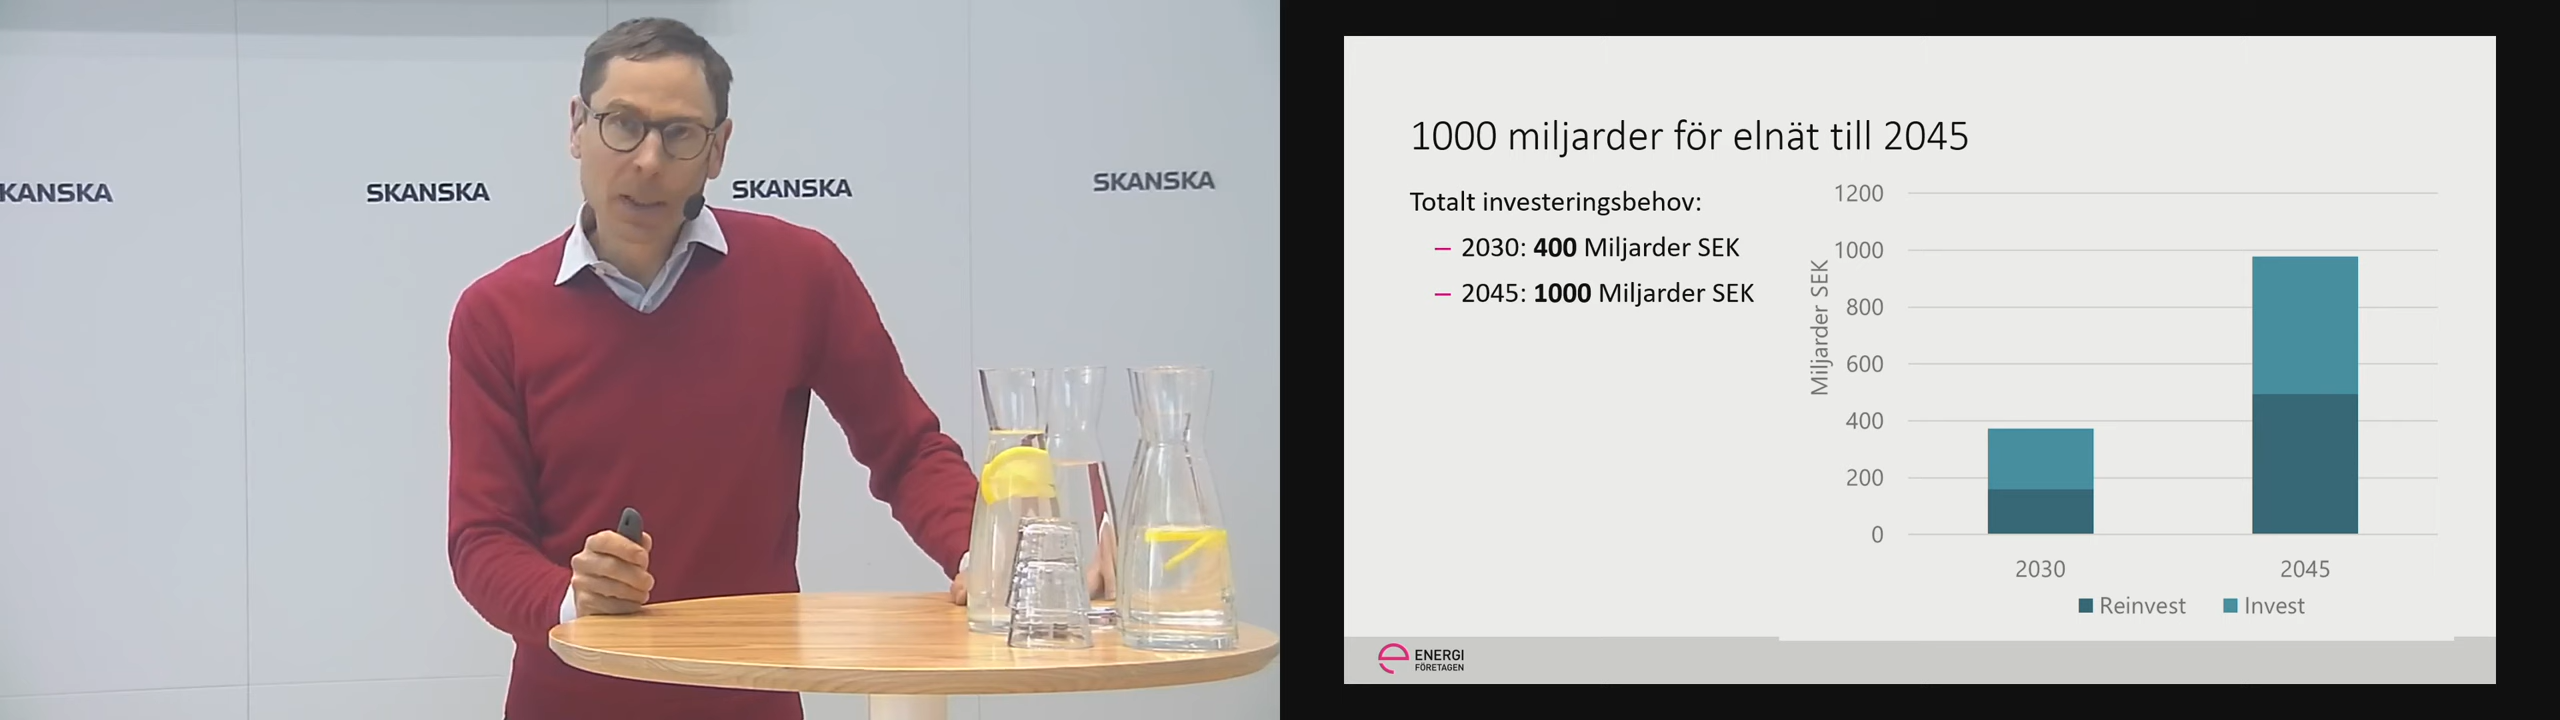 KANSKA
SKANSKA
SKANSKA
SKANSKA
1000 miljarder för elnät till 2045
Totalt investeringsbehov:
– 2030: 400 Miljarder SEK
– 2045: 1000 Miljarder SEK
Miljarder SEK
1200
1000
800
600
400
200
0
2030
2045
Reinvest
Invest
ENERGI
FÖRETAGEN